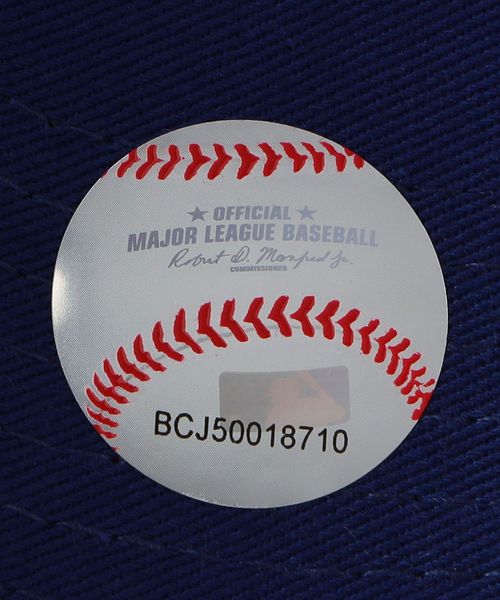 ★ OFFICIAL ★
MAJOR LEAGUE BASEBALL
Robert D. Manfred Jr.
COMMISSIONER
BCJ50018710